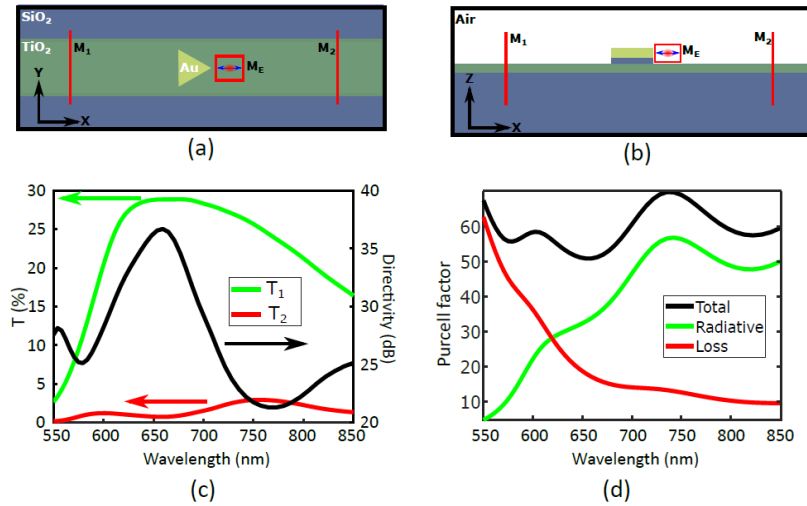 SiO2
TiO2
M1
Au
ME
M2
Y
X
(a)
Air
M1
ME
M2
Z
X
(b)
30
25
20
15
10
5
0
T (%)
40
35
30
25
20
Directivity (dB)
T1
T2
550 600 650 700 750 800 850
Wavelength (nm)
(c)
60
50
40
30
20
10
Purcell factor
Total
Radiative
Loss
550 600 650 700 750 800 850
Wavelength (nm)
(d)